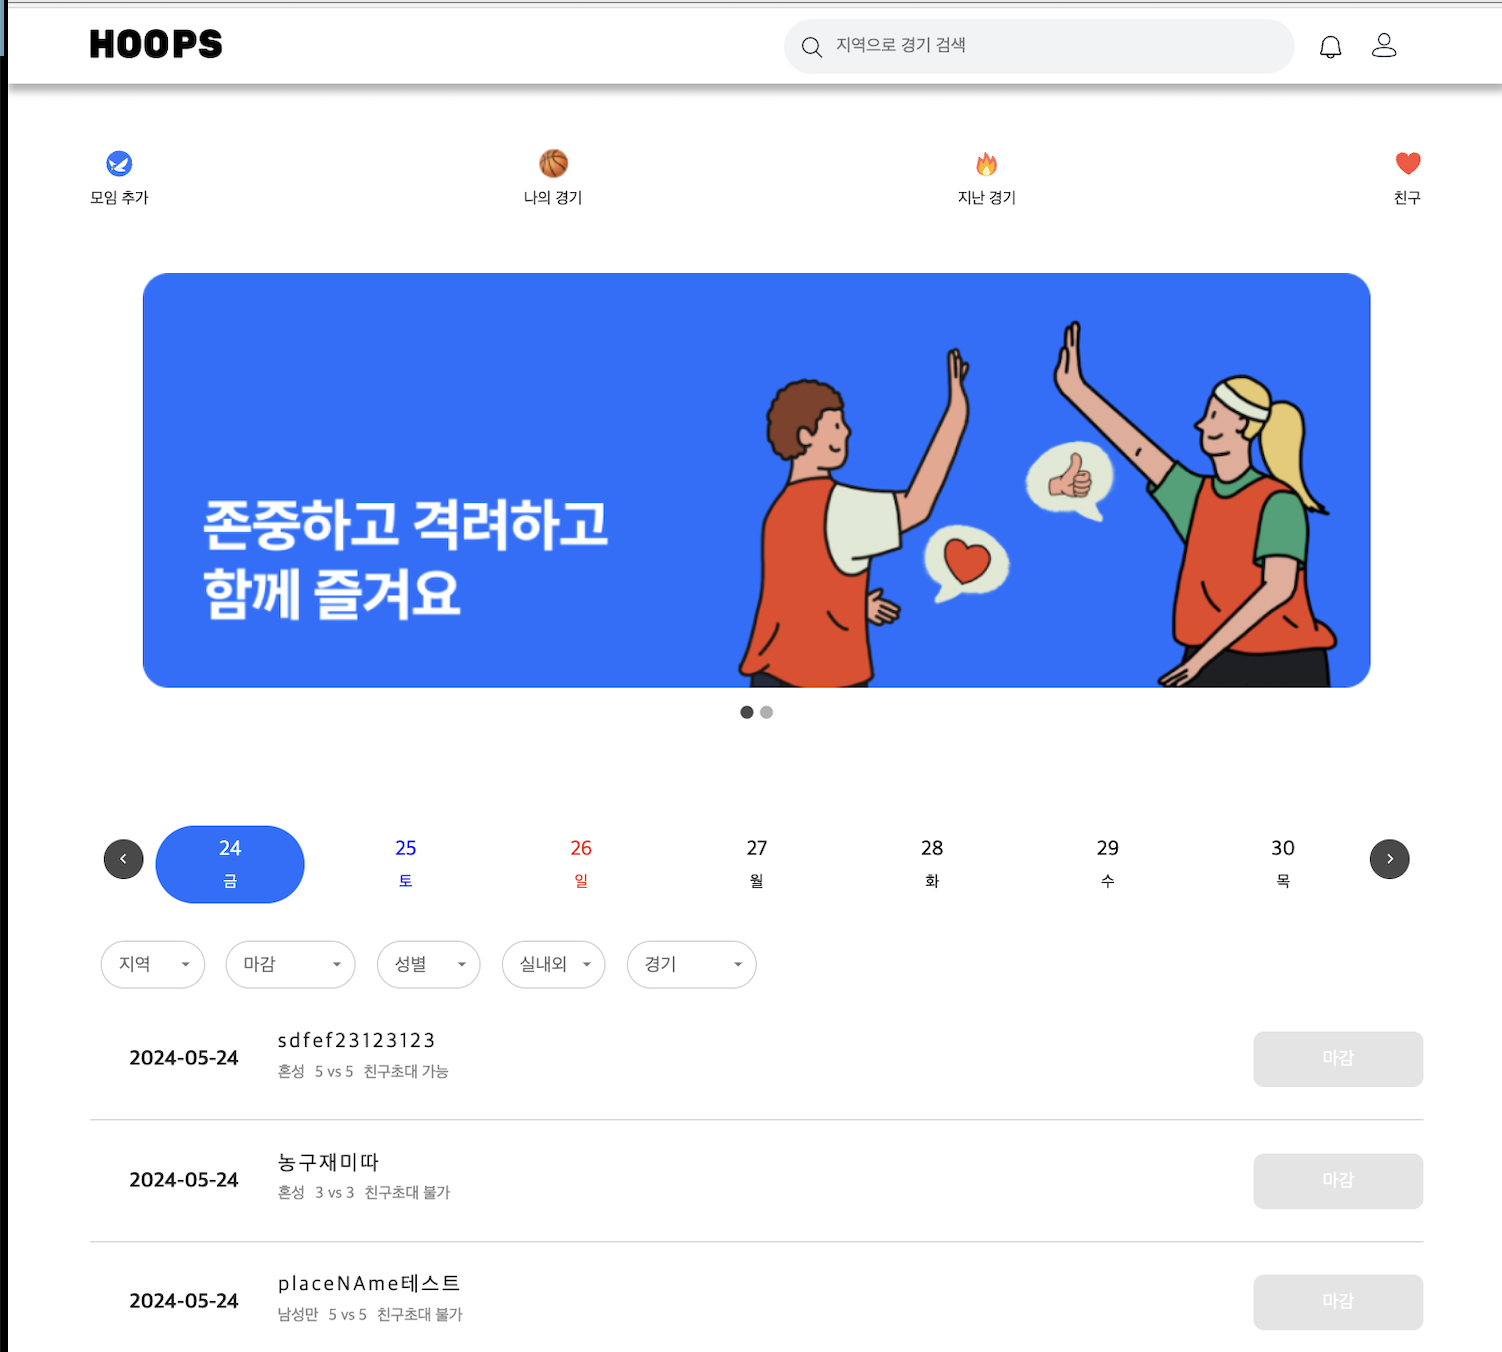 HOOPS
지역으로 경기 검색
모임 추가
나의 경기
지난 경기
친구
존중하고 격려하고
함께 즐겨요
24 25 26 27 28 29 30
금 토 일 월 화 수 목
지역 마감 성별 실내외 경기
sdfef23123123
2024-05-24 마감
혼성 5 vs 5 친구초대 가능
농구재미따
2024-05-24 마감
혼성 3 vs 3 친구초대 불가
placeNAme테스트
2024-05-24 마감
남성만 5 vs 5 친구초대 불가